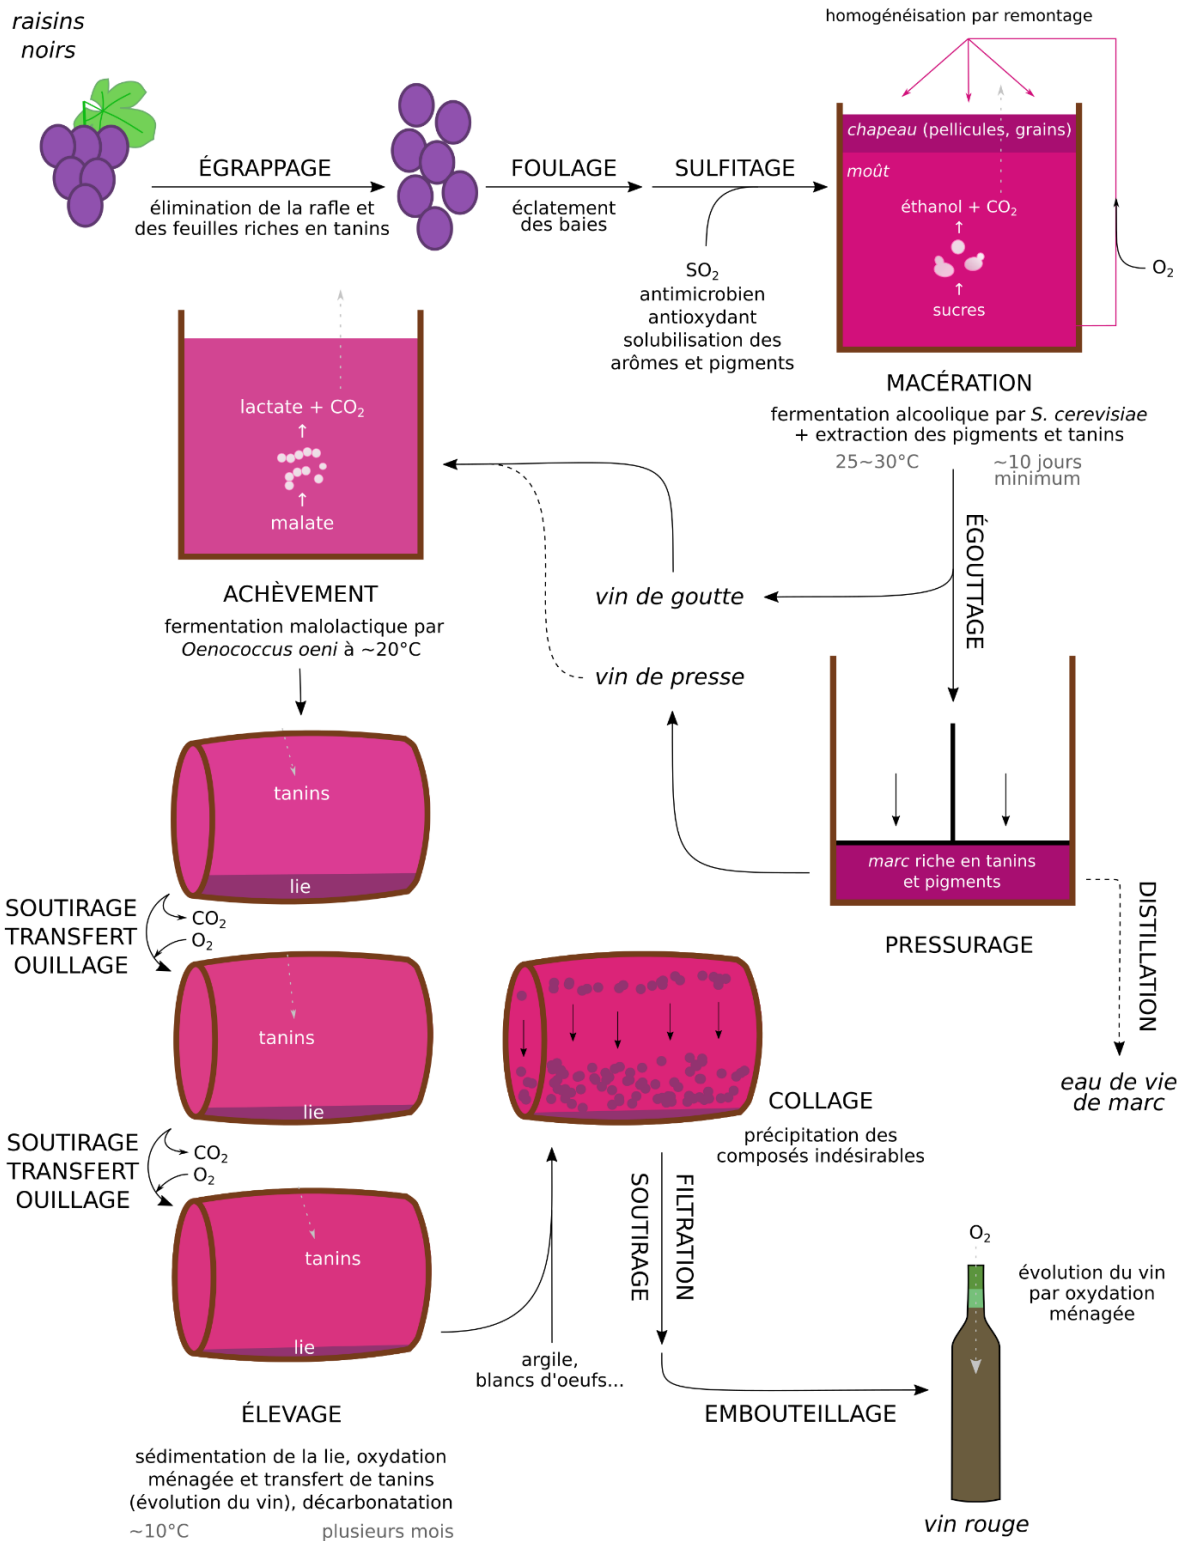 raisins
noirs
ÉGRAPPAGE
élimination de la rafle et
des feuilles riches en tanins
FOULAGE
éclatement
des baies
SULFITAGE
SO₂
antimicrobien
antioxydant
solubilisation des
arômes et pigments
homogénéisation par remontage
chapeau (pellicules, grains)
moût
éthanol + CO₂
sucres
O₂
MACÉRATION
fermentation alcoolique par S. cerevisiae
+ extraction des pigments et tanins
25~30°C
~10 jours
minimum
ÉGOUTTAGE
vin de goutte
vin de presse
marc riche en tanins
et pigments
PRESSURAGE
DISTILLATION
eau de vie
de marc
lactate + CO₂
malate
ACHÈVEMENT
fermentation malolactique par
Oenococcus oeni à ~20°C
tanins
lie
SOUTIRAGE
TRANSFERT
OUILLAGE
CO₂
O₂
tanins
lie
SOUTIRAGE
TRANSFERT
OUILLAGE
CO₂
O₂
tanins
lie
ÉLEVAGE
sédimentation de la lie, oxydation
ménagée et transfert de tanins
(évolution du vin), décarbonatation
~10°C
plusieurs mois
argile,
blancs d'oeufs...
COLLAGE
précipitation des
composés indésirables
SOUTIRAGE
FILTRATION
EMBOUTEILLAGE
O₂
évolution du vin
par oxydation
ménagée
vin rouge